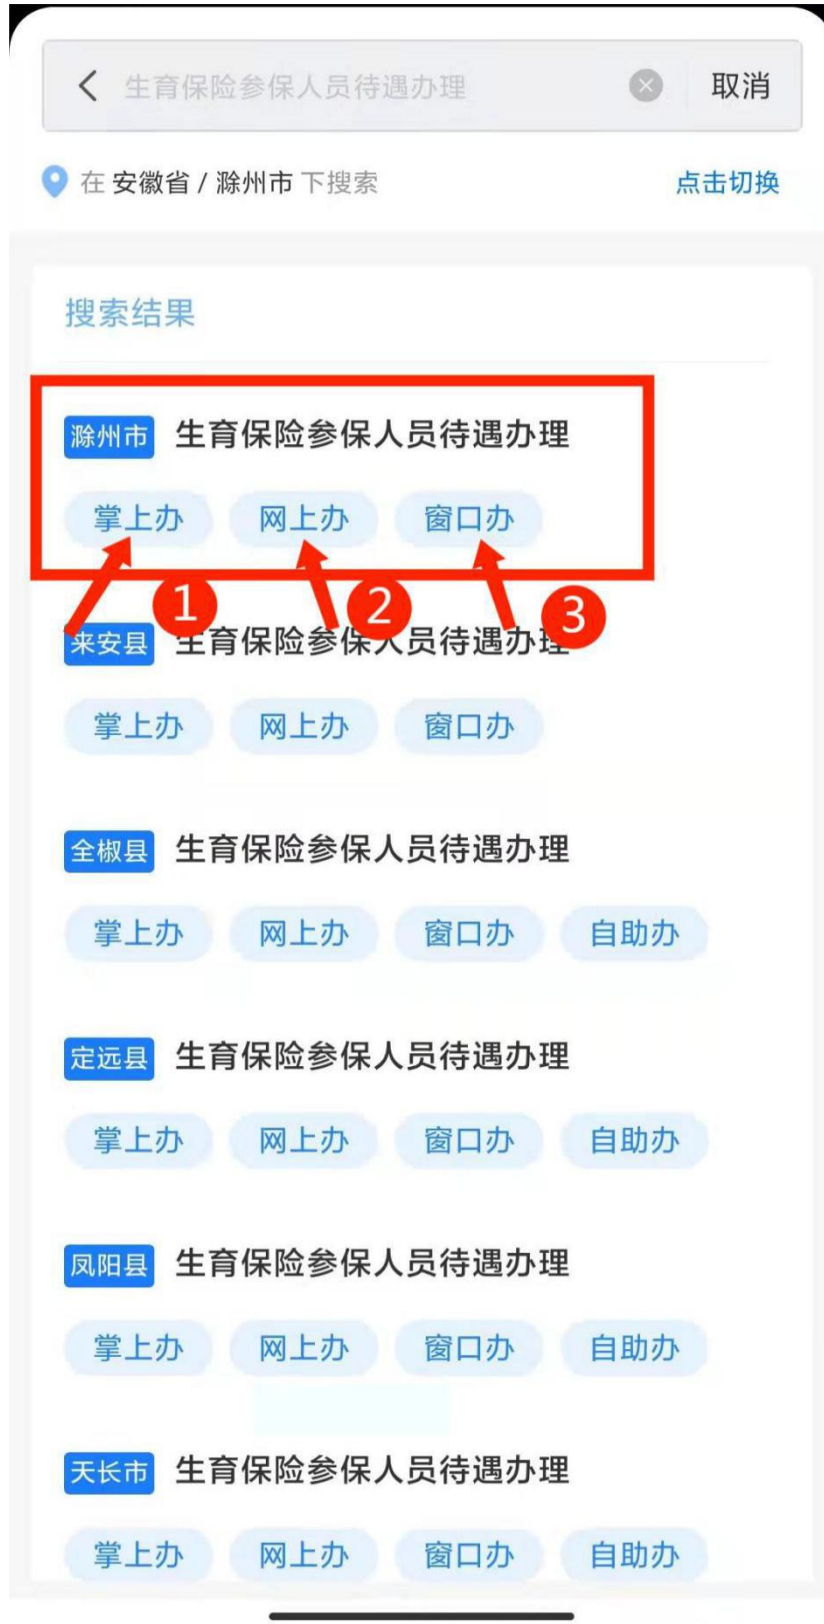 生育保险参保人员待遇办理 取消
在 安徽省 / 滁州市 下搜索 点击切换
搜索结果
滁州市 生育保险参保人员待遇办理
掌上办 网上办 窗口办
1 2 3
来安县 生育保险参保人员待遇办理
掌上办 网上办 窗口办
全椒县 生育保险参保人员待遇办理
掌上办 网上办 窗口办 自助办
定远县 生育保险参保人员待遇办理
掌上办 网上办 窗口办 自助办
凤阳县 生育保险参保人员待遇办理
掌上办 网上办 窗口办 自助办
天长市 生育保险参保人员待遇办理
掌上办 网上办 窗口办 自助办